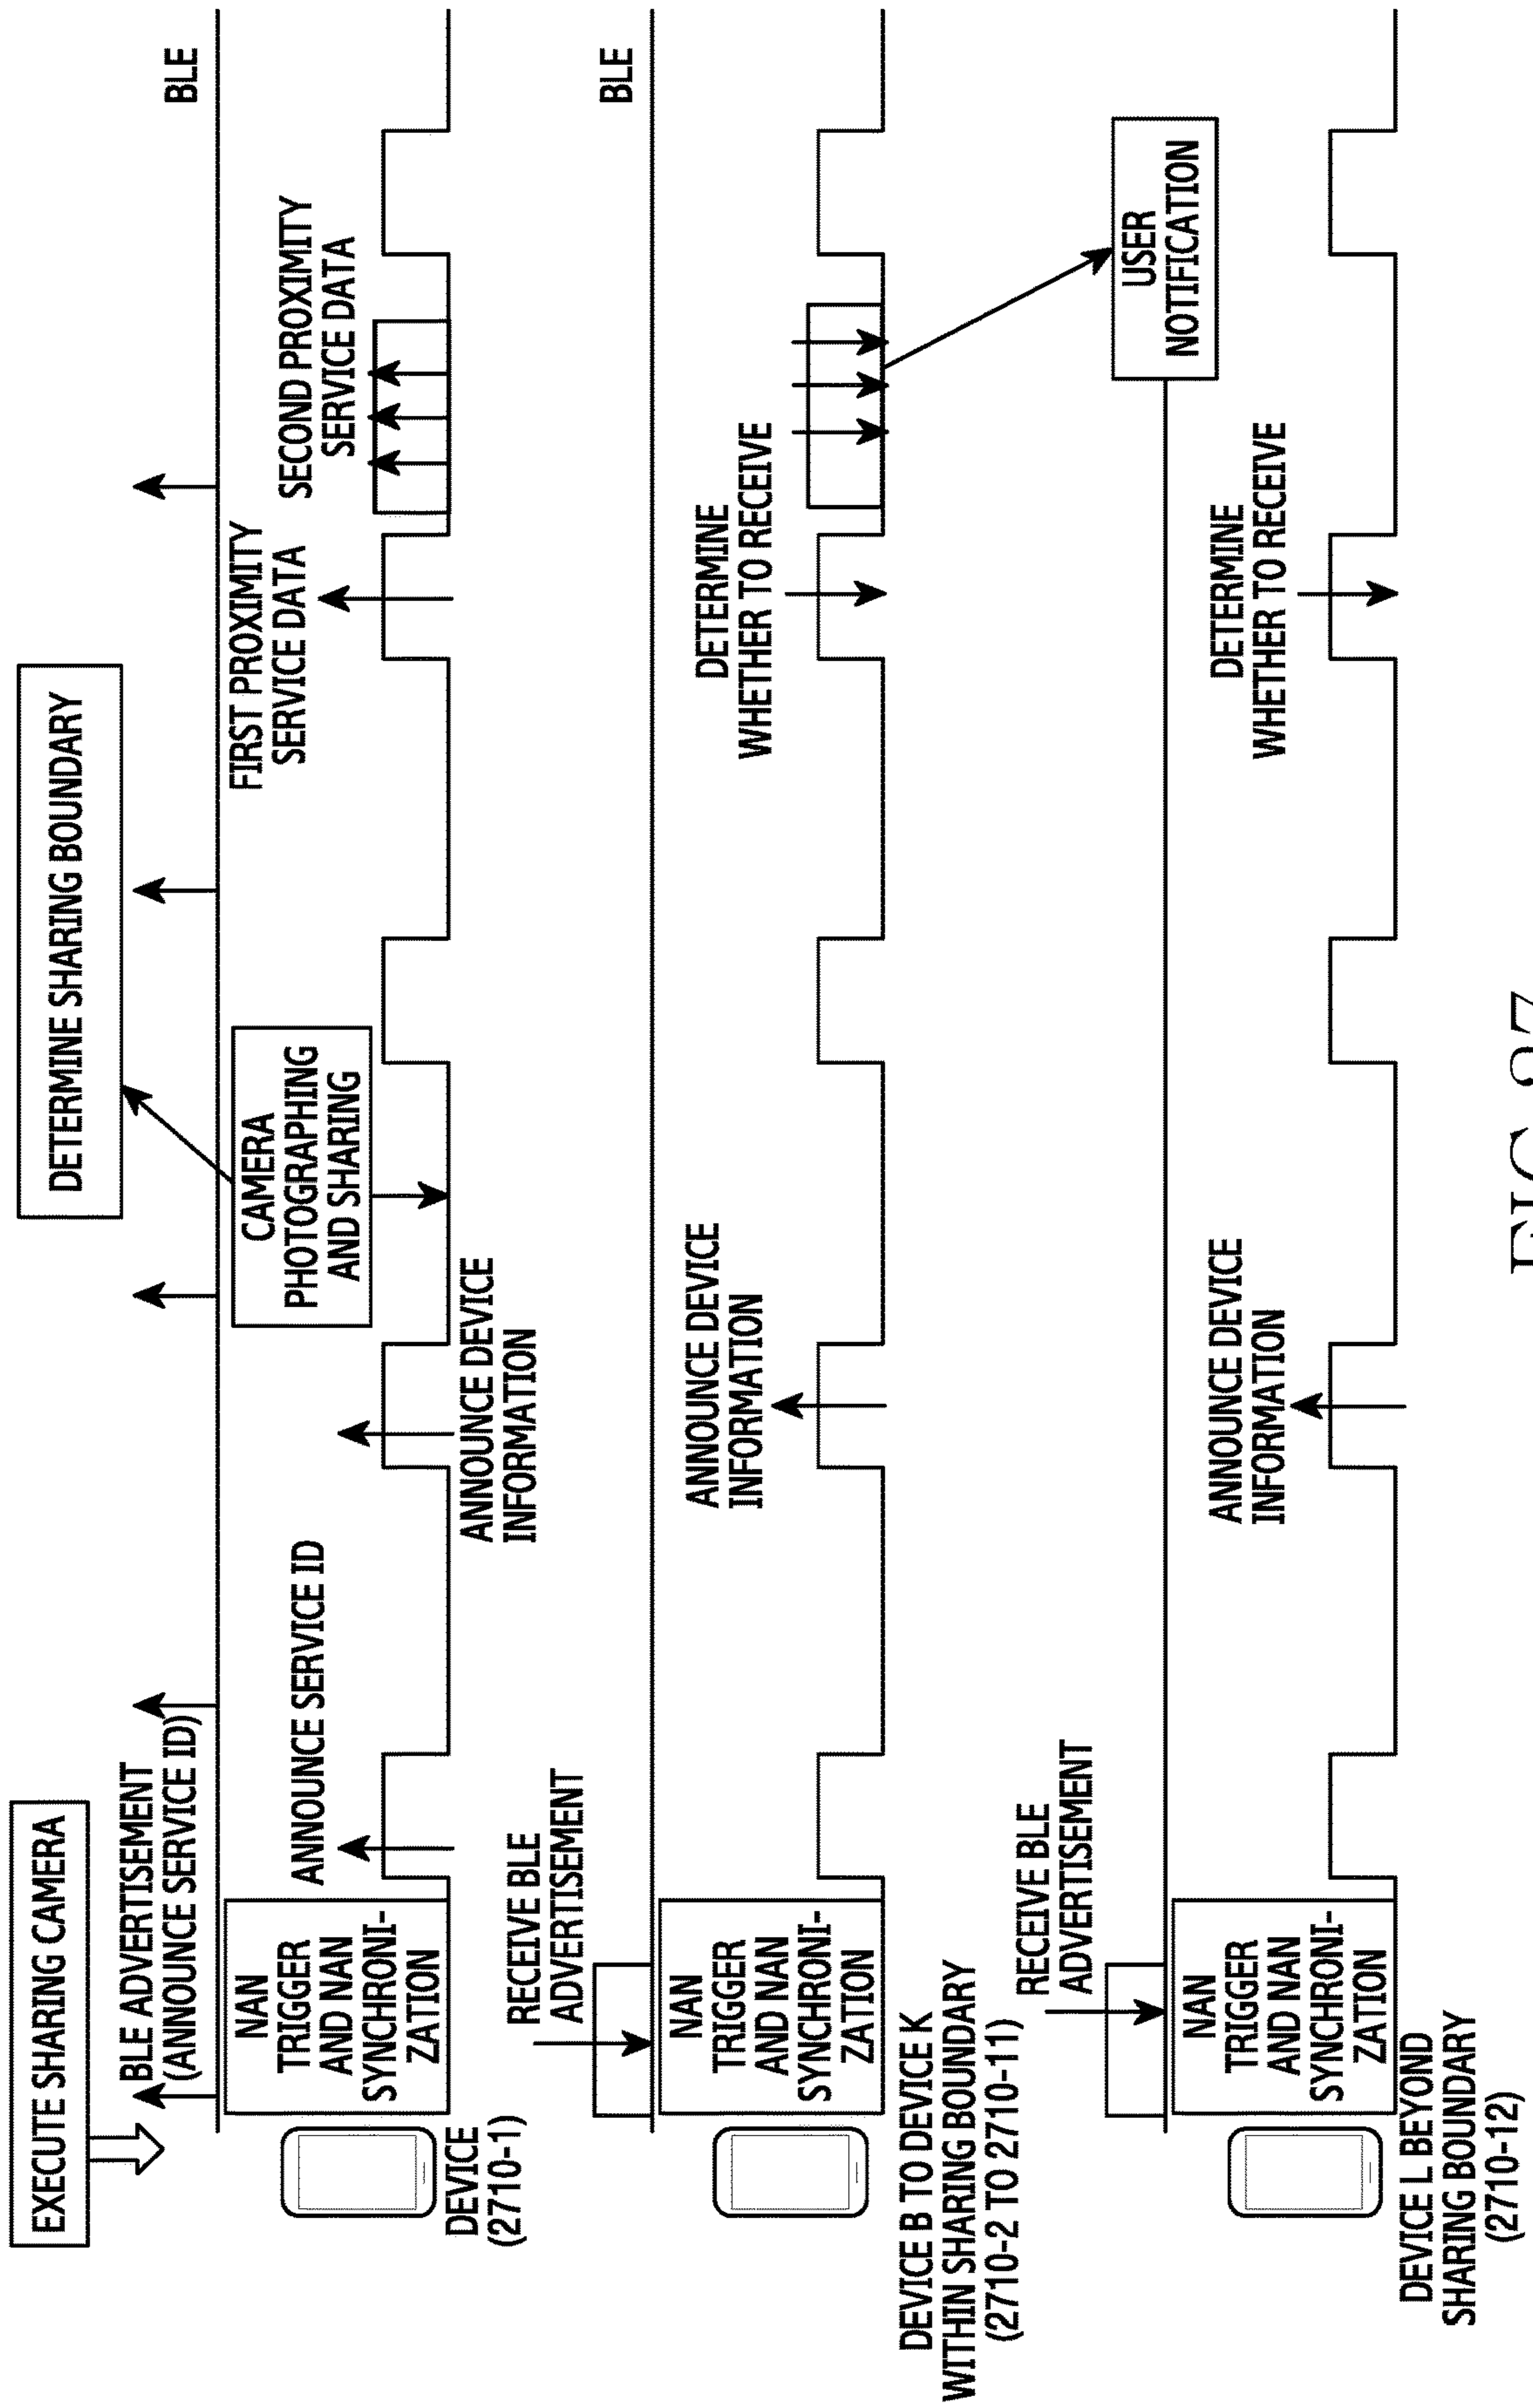 EXECUTE SHARING CAMERA
BLE ADVERTISEMENT
(ANNOUNCE SERVICE ID)
DETERMINE SHARING BOUNDARY
BLE
NAN
TRIGGER
AND NAN
SYNCHRONI-
ZATION
ANNOUNCE SERVICE ID
CAMERA
PHOTOGRAPHING
AND SHARING
FIRST PROXIMITY
SERVICE DATA
SECOND PROXIMITY
SERVICE DATA
DEVICE
(2710-1)
ANNOUNCE DEVICE
INFORMATION
RECEIVE BLE
ADVERTISEMENT
BLE
NAN
TRIGGER
AND NAN
SYNCHRONI-
ZATION
ANNOUNCE DEVICE
INFORMATION
DETERMINE
WHETHER TO RECEIVE
DEVICE B TO DEVICE K
WITHIN SHARING BOUNDARY
(2710-2 TO 2710-11)
USER
NOTIFICATION
RECEIVE BLE
ADVERTISEMENT
NAN
TRIGGER
AND NAN
SYNCHRONI-
ZATION
ANNOUNCE DEVICE
INFORMATION
DETERMINE
WHETHER TO RECEIVE
DEVICE L BEYOND
SHARING BOUNDARY
(2710-12)